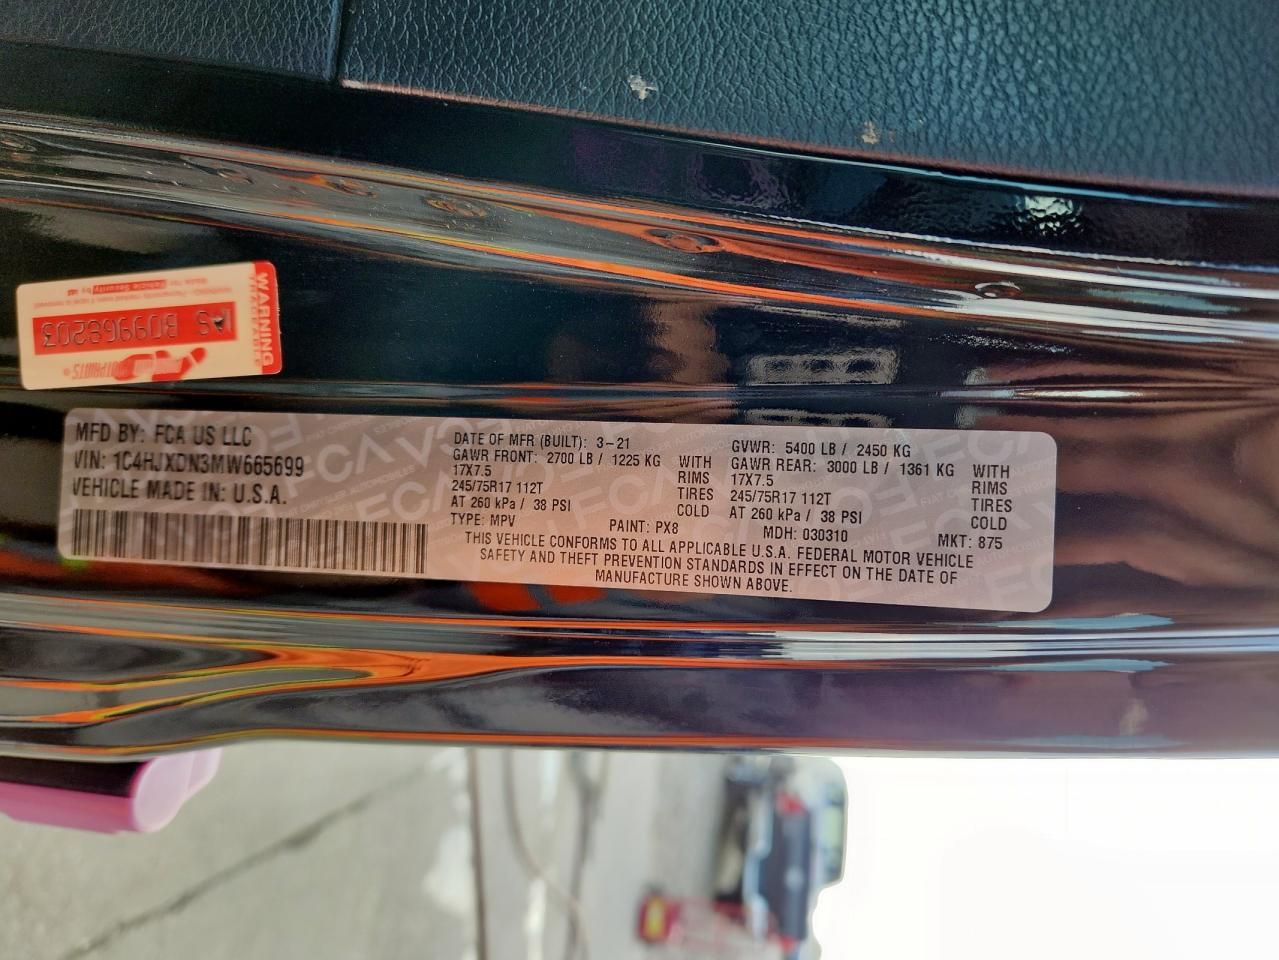 WARNING
AS B09968203
MFD BY: FCA US LLC
VIN: 1C4HJXDN3MW665699
VEHICLE MADE IN: U.S.A.
DATE OF MFR (BUILT): 3-21
GAWR FRONT: 2700 LB / 1225 KG WITH
17X7.5 RIMS
245/75R17 112T TIRES
AT 260 kPa / 38 PSI COLD
GVWR: 5400 LB / 2450 KG
GAWR REAR: 3000 LB / 1361 KG WITH
17X7.5 RIMS
245/75R17 112T TIRES
AT 260 kPa / 38 PSI COLD
TYPE: MPV PAINT: PX8 MDH: 030310 MKT: 875
THIS VEHICLE CONFORMS TO ALL APPLICABLE U.S.A. FEDERAL MOTOR VEHICLE
SAFETY AND THEFT PREVENTION STANDARDS IN EFFECT ON THE DATE OF
MANUFACTURE SHOWN ABOVE.